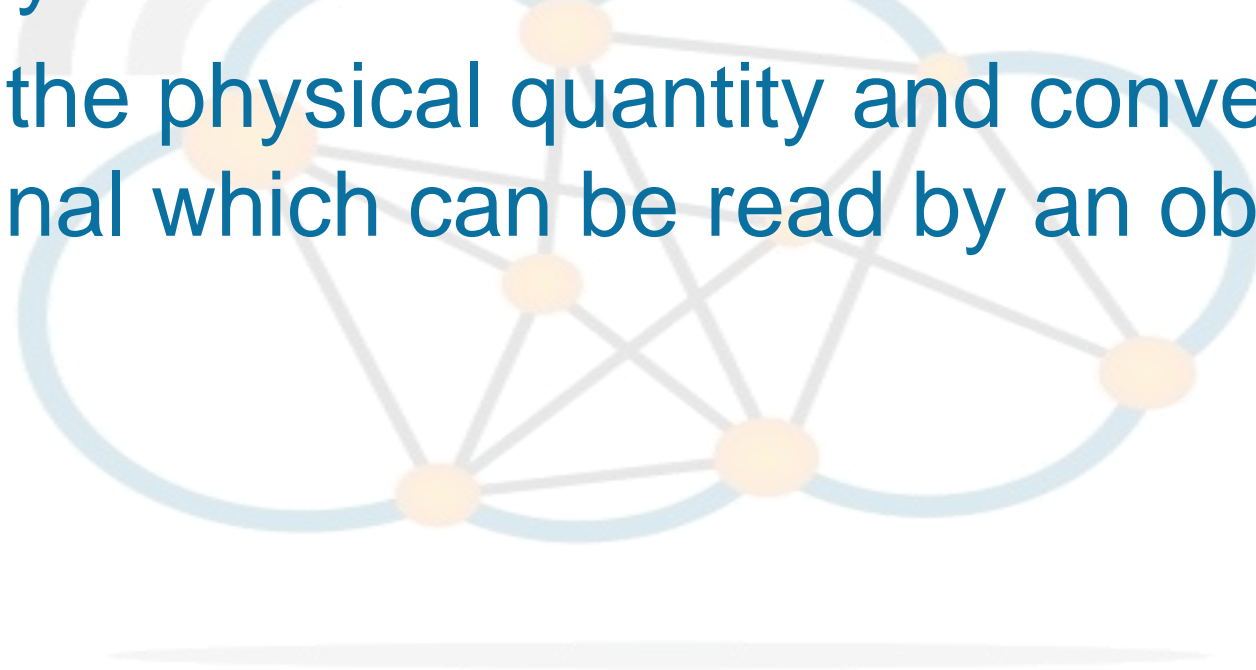 the physical quantity and conve
nal which can be read by an ob